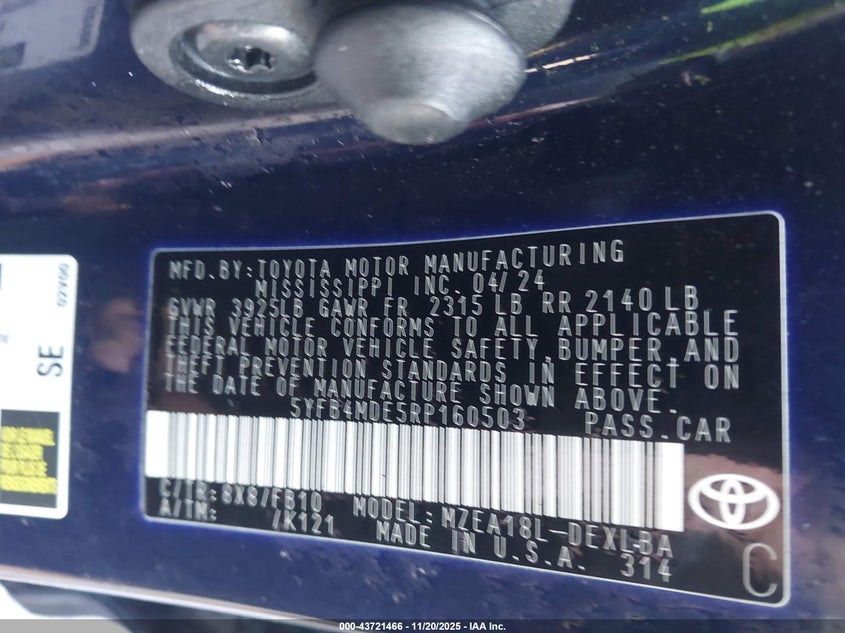 MFD. BY: TOYOTA MOTOR MANUFACTURING
MISSISSIPPI INC. 04/24
GVWR 3925LB GAWR FR 2315 LB RR 2140 LB
THIS VEHICLE CONFORMS TO ALL APPLICABLE
FEDERAL MOTOR VEHICLE SAFETY, BUMPER, AND
THEFT PREVENTION STANDARDS IN EFFECT ON
THE DATE OF MANUFACTURE SHOWN ABOVE.
5YFB4MDE5RP160503 PASS. CAR
C/TR: 8X8/FB10 MODEL: MZEA18L-DEXLBA
A/TM: /K121 MADE IN U.S.A. 314
C
SE
02V00
000-43721466 - 11/20/2025 - IAA Inc.